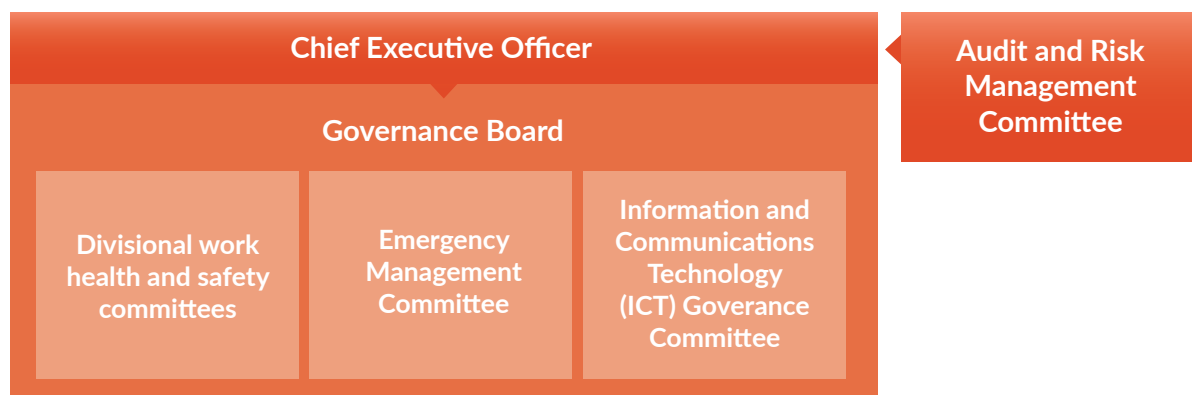 Chief Executive Officer
Audit and Risk
Management
Committee
Governance Board
Divisional work
health and safety
committees
Emergency
Management
Committee
Information and
Communications
Technology
(ICT) Goverance
Committee